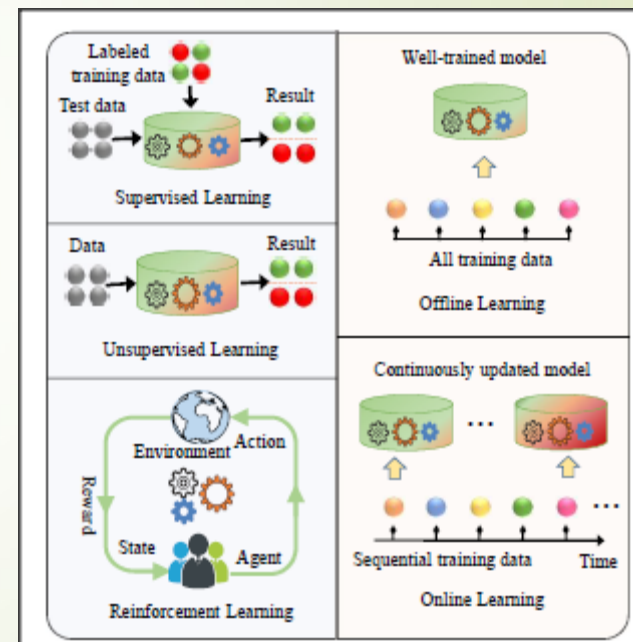 Labeled
training data
Test data
Result
Supervised Learning
Data
Result
Unsupervised Learning
Environment
Action
Reward
State
Agent
Reinforcement Learning
Well-trained model
All training data
Offline Learning
Continuously updated model
...
...
Sequential training data
Time
Online Learning